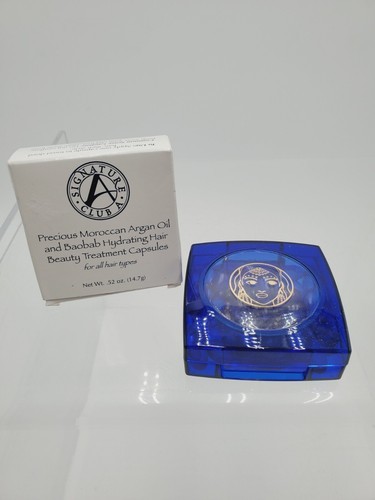 SIGNATURE
CLUB A
A
Precious Moroccan Argan Oil
and Baobab Hydrating Hair
Beauty Treatment Capsules
for all hair types
Net Wt. .52 oz. (14.7g)